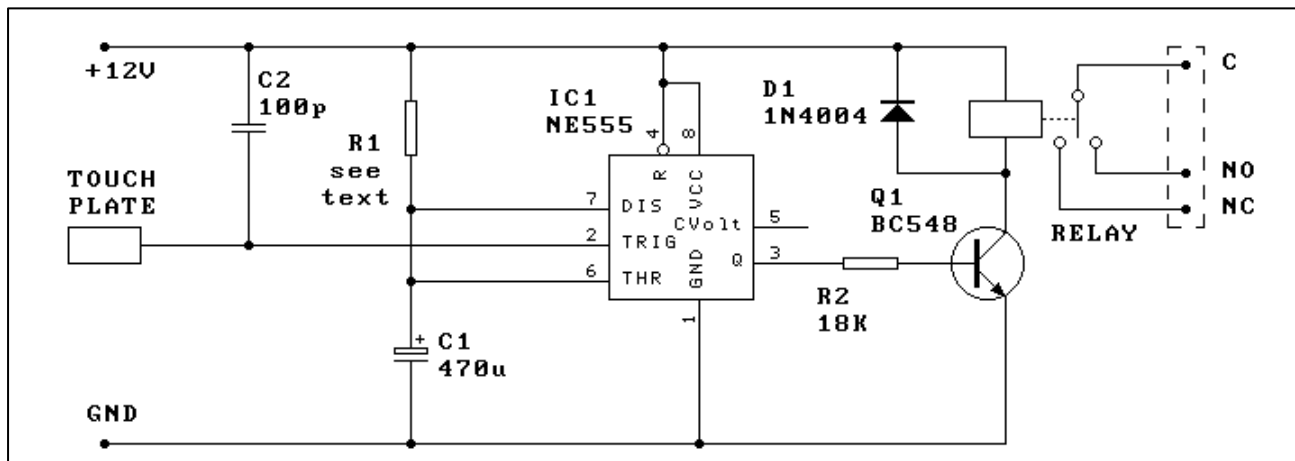 +12V
C2
100p
R1
see
text
IC1
NE555
4
8
D1
1N4004
C
TOUCH
PLATE
R
VCC
7
DIS
CVolt
5
Q1
BC548
NO
NC
2
TRIG
RELAY
6
THR
GND
Q
3
R2
18K
1
+
C1
470u
GND